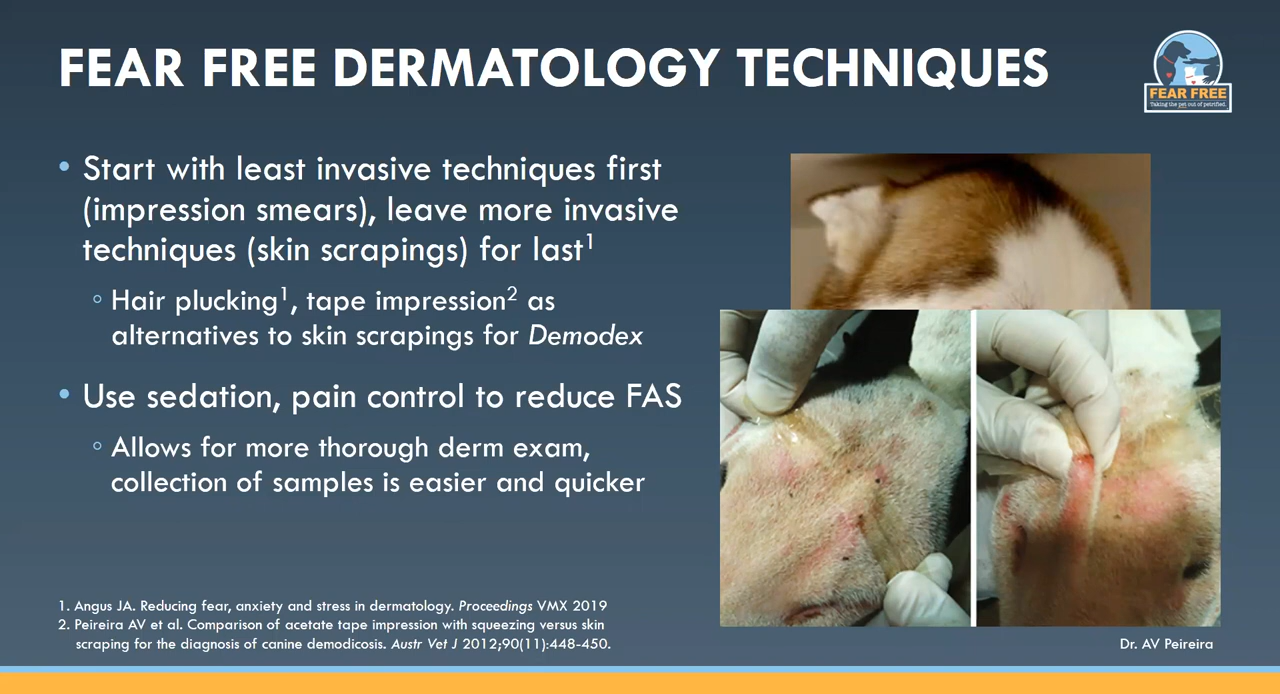 FEAR FREE DERMATOLOGY TECHNIQUES
FEAR FREE
Taking the pet out of petrified.
• Start with least invasive techniques first
(impression smears), leave more invasive
techniques (skin scrapings) for last¹
◦ Hair plucking¹, tape impression² as
alternatives to skin scrapings for Demodex
• Use sedation, pain control to reduce FAS
◦ Allows for more thorough derm exam,
collection of samples is easier and quicker
1. Angus JA. Reducing fear, anxiety and stress in dermatology. Proceedings VMX 2019
2. Peireira AV et al. Comparison of acetate tape impression with squeezing versus skin
scraping for the diagnosis of canine demodicosis. Austr Vet J 2012;90(11):448-450.
Dr. AV Peireira